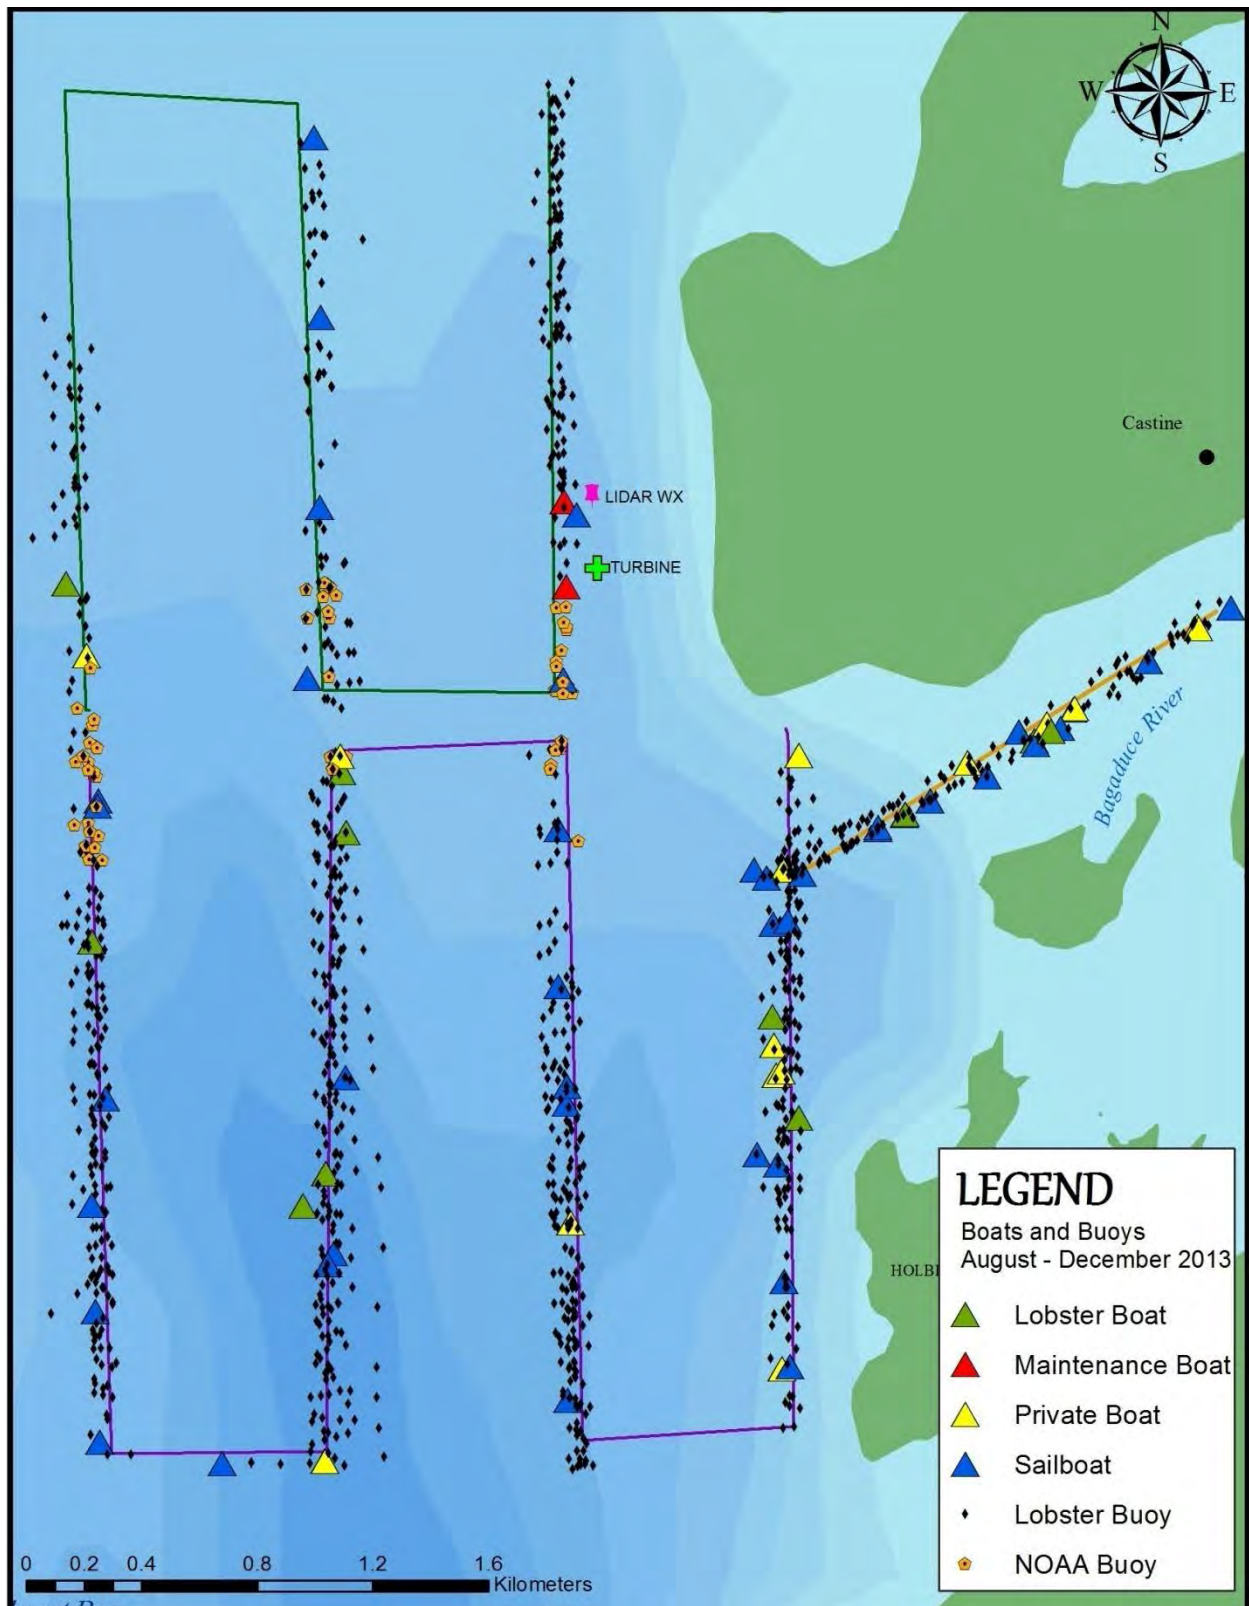 N
W
E
S
Castine
LIDAR WX
TURBINE
Bagaduce River
LEGEND
Boats and Buoys
August - December 2013
Lobster Boat
Maintenance Boat
Private Boat
Sailboat
Lobster Buoy
NOAA Buoy
0 0.2 0.4 0.8 1.2 1.6
Kilometers